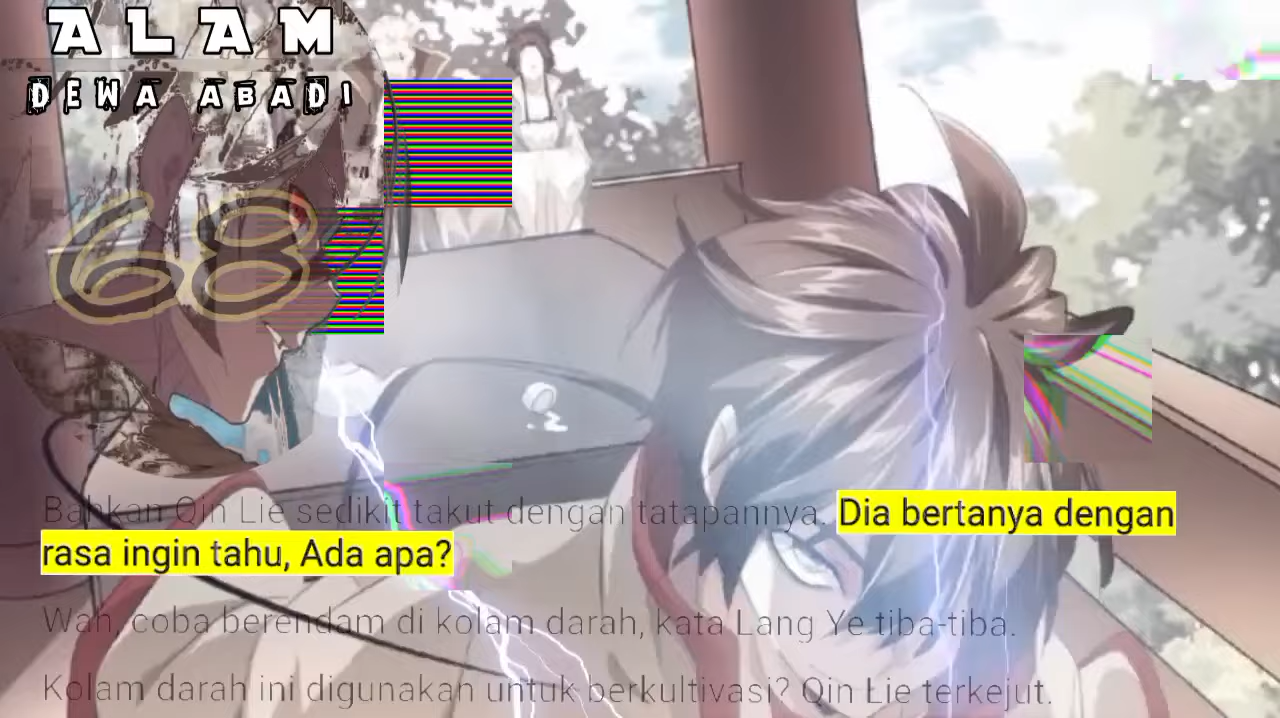 ALAM
DEWA ABADI
68
Bahkan Qin Lie sedikit takut dengan tatapannya. Dia bertanya dengan
rasa ingin tahu, Ada apa?
Wah, coba berendam di kolam darah, kata Lang Ye tiba-tiba.
Kolam darah ini digunakan untuk berkultivasi? Qin Lie terkejut.